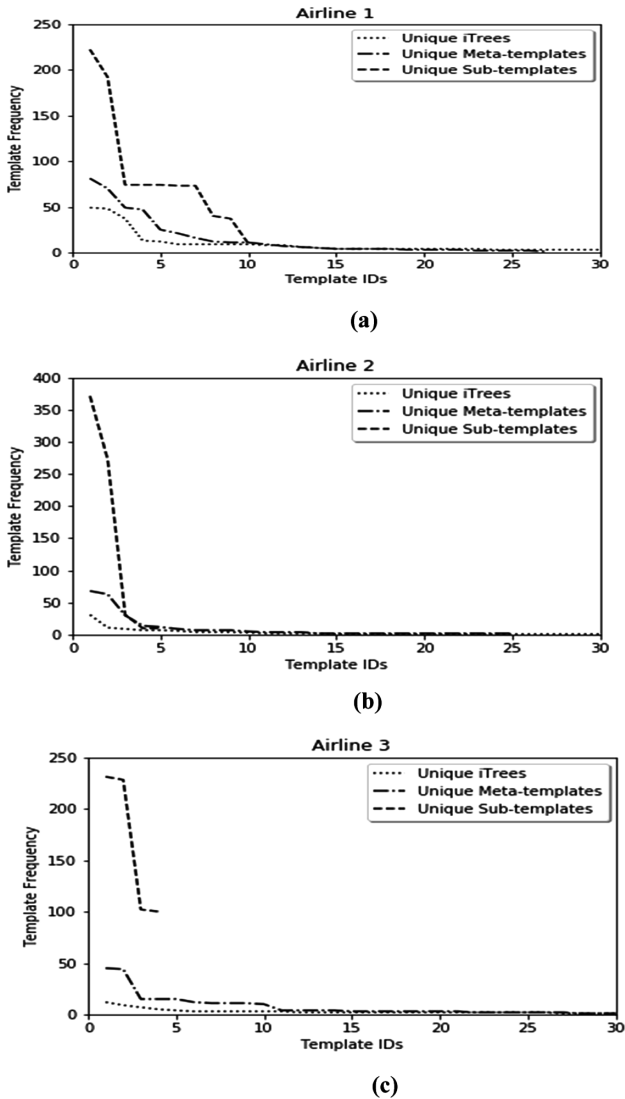 Airline 1
250
200
150
100
50
0
Template Frequency
Unique iTrees
Unique Meta-templates
Unique Sub-templates
0 5 10 15 20 25 30
Template IDs
(a)
Airline 2
400
350
300
250
200
150
100
50
0
Template Frequency
Unique iTrees
Unique Meta-templates
Unique Sub-templates
0 5 10 15 20 25 30
Template IDs
(b)
Airline 3
250
200
150
100
50
0
Template Frequency
Unique iTrees
Unique Meta-templates
Unique Sub-templates
0 5 10 15 20 25 30
Template IDs
(c)